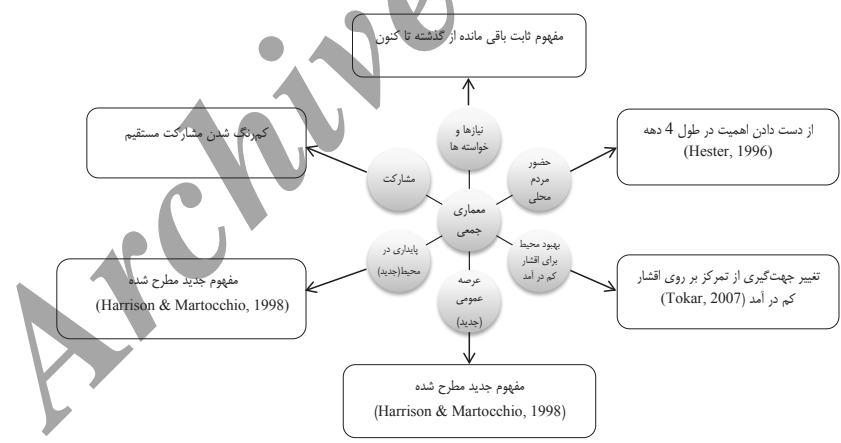 مفهوم ثابت باقی مانده از گذشته تا کنون
نیازها و
خواسته ها
از دست دادن اهمیت در طول 4 دهه
(Hester, 1996)
حضور
مردم
محلی
کم‌رنگ شدن مشارکت مستقیم
مشارکت
معماری
جمعی
بهبود محیط
برای اقشار
کم در آمد
تغییر جهت‌گیری از تمرکز بر روی اقشار
کم در آمد (Tokar, 2007)
پایداری در
محیط(جدید)
مفهوم جدید مطرح شده
(Harrison & Martocchio, 1998)
عرصه
عمومی
(جدید)
مفهوم جدید مطرح شده
(Harrison & Martocchio, 1998)
Archive